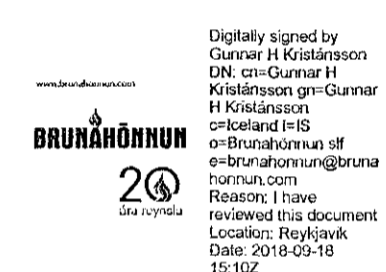 www.brunahonnun.com
BRUNAHÖNNUN
20
ára reynsla
Digitally signed by
Gunnar H Kristánsson
DN: cn=Gunnar H
Kristánsson gn=Gunnar
H Kristánsson
c=Iceland l=IS
o=Brunahönnun slf
e=brunahonnun@bruna
honnun.com
Reason: I have
reviewed this document
Location: Reykjavik
Date: 2018-09-18
15:10Z